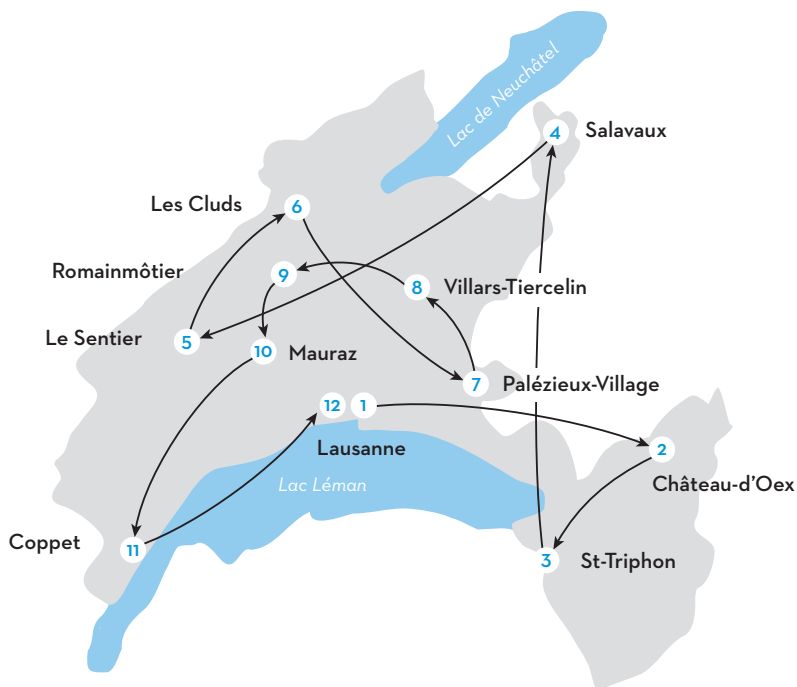 Lac de Neuchâtel
4
Salavaux
Les Cluds
6
Romainmôtier
9
8
Villars-Tiercelin
Le Sentier
5
10
Mauraz
7
Palézieux-Village
12
1
Lausanne
2
Château-d'Oex
Lac Léman
Coppet
11
3
St-Triphon